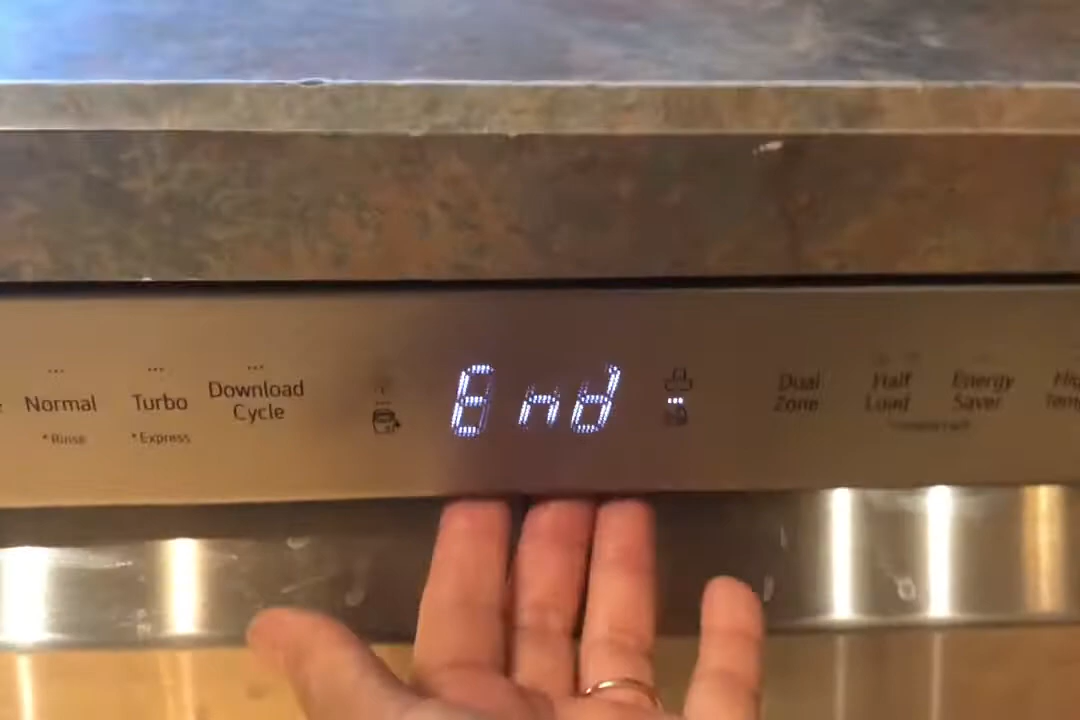 Normal
* Rinse
Turbo
* Express
Download
Cycle
End
Dual
Zone
Half
Load
Energy
Saver